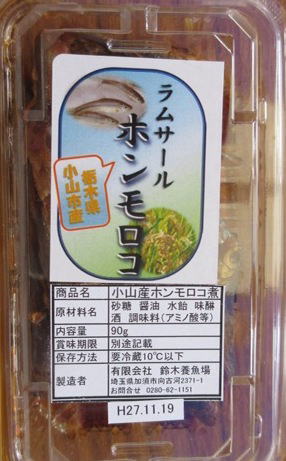 ラムサール
ホンモロコ
栃木県
小山市産
商品名 小山産ホンモロコ煮
原材料名 砂糖 醤油 水飴 味醂
酒 調味料(アミノ酸等)
内容量 90g
賞味期限 別途記載
保存方法 要冷蔵10℃以下
製造者 有限会社 鈴木養魚場
埼玉県加須市向古河2371-1
お問合せ 0280-62-1151
H27.11.19